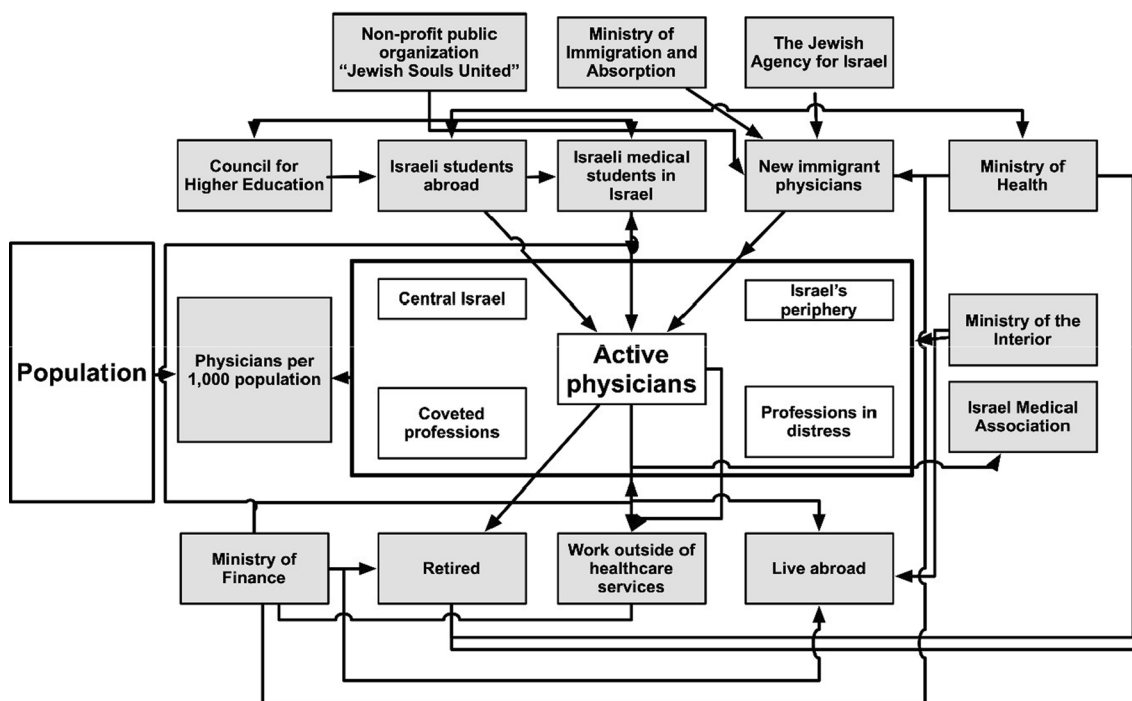 Non-profit public
organization
“Jewish Souls United”
Ministry of
Immigration and
Absorption
The Jewish
Agency for Israel
Council for
Higher Education
Israeli students
abroad
Israeli medical
students in
Israel
New immigrant
physicians
Ministry of
Health
Population
Physicians per
1,000 population
Central Israel
Israel’s
periphery
Active
physicians
Coveted
professions
Professions in
distress
Ministry of the
Interior
Israel Medical
Association
Ministry of
Finance
Retired
Work outside of
healthcare
services
Live abroad